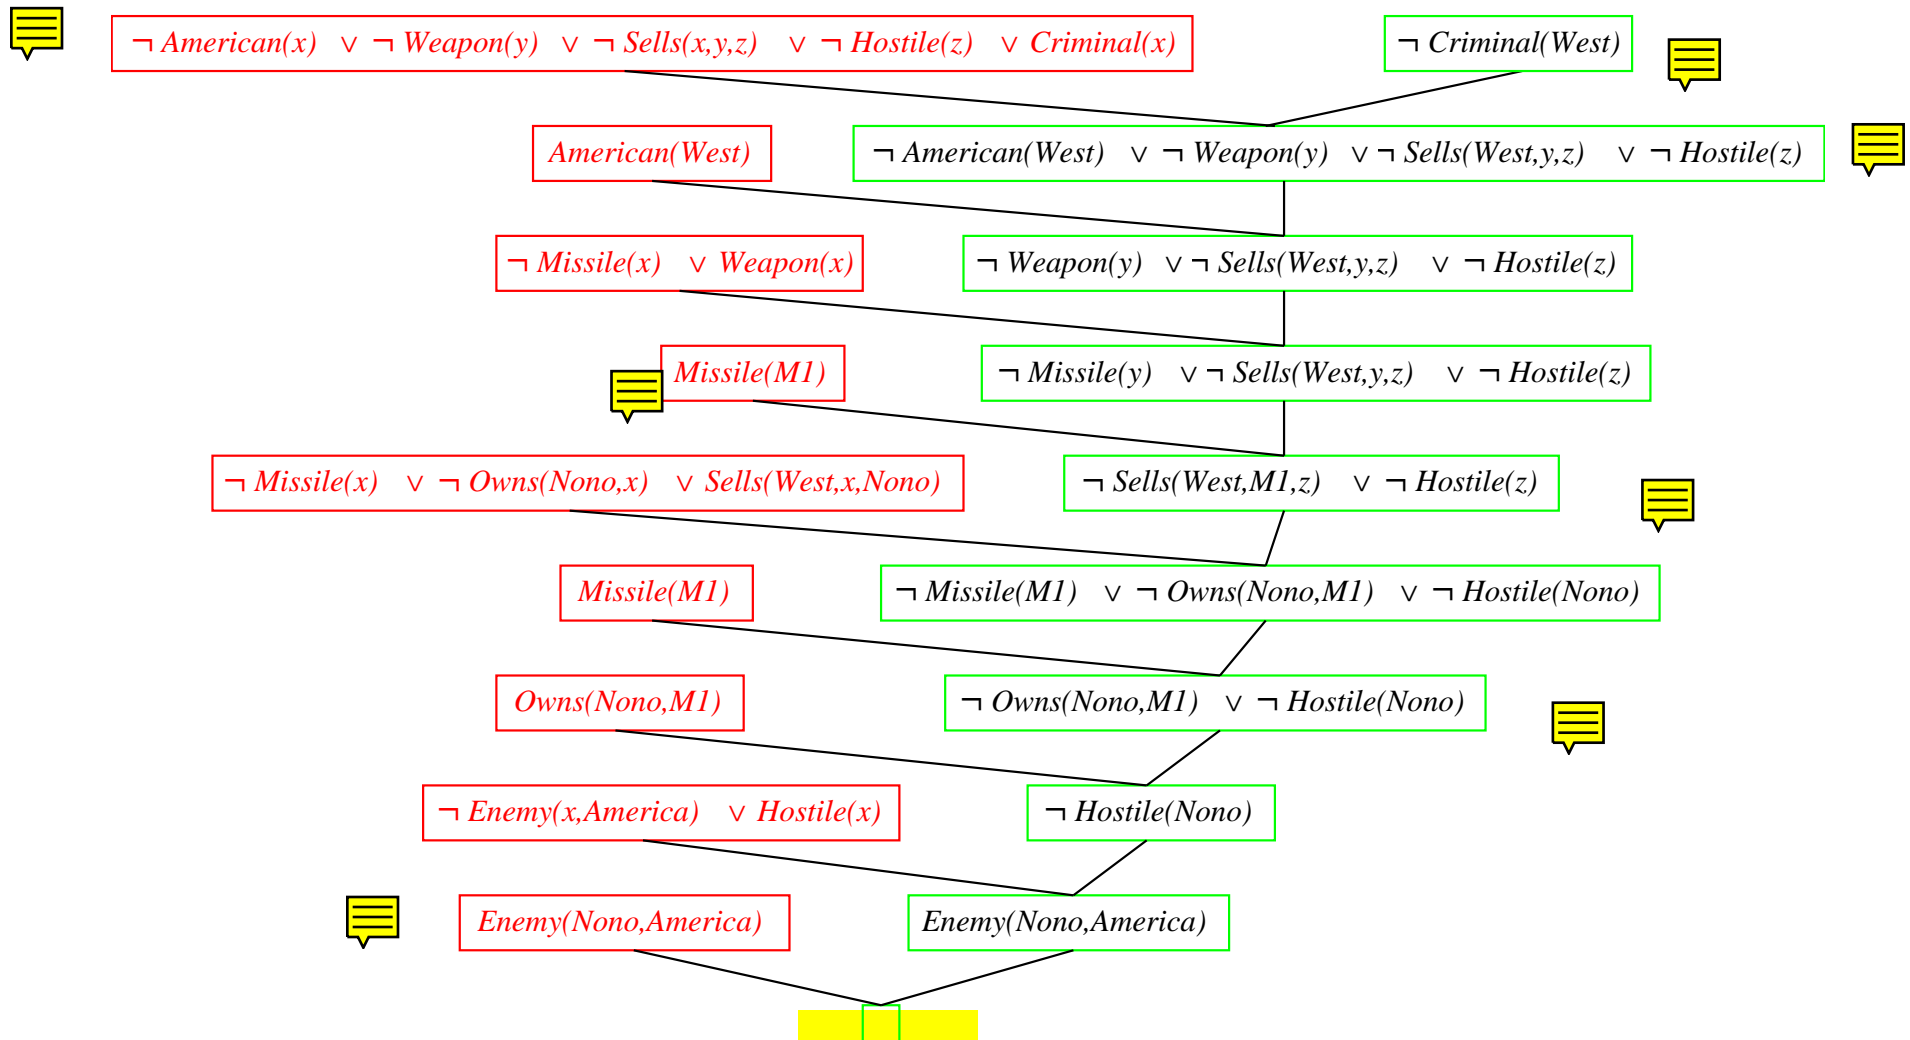 ¬ American(x) ∨ ¬ Weapon(y) ∨ ¬ Sells(x,y,z) ∨ ¬ Hostile(z) ∨ Criminal(x)
¬ Criminal(West)
American(West)
¬ American(West) ∨ ¬ Weapon(y) ∨ ¬ Sells(West,y,z) ∨ ¬ Hostile(z)
¬ Missile(x) ∨ Weapon(x)
¬ Weapon(y) ∨ ¬ Sells(West,y,z) ∨ ¬ Hostile(z)
Missile(M1)
¬ Missile(y) ∨ ¬ Sells(West,y,z) ∨ ¬ Hostile(z)
¬ Missile(x) ∨ ¬ Owns(Nono,x) ∨ Sells(West,x,Nono)
¬ Sells(West,M1,z) ∨ ¬ Hostile(z)
Missile(M1)
¬ Missile(M1) ∨ ¬ Owns(Nono,M1) ∨ ¬ Hostile(Nono)
Owns(Nono,M1)
¬ Owns(Nono,M1) ∨ ¬ Hostile(Nono)
¬ Enemy(x,America) ∨ Hostile(x)
¬ Hostile(Nono)
Enemy(Nono,America)
Enemy(Nono,America)